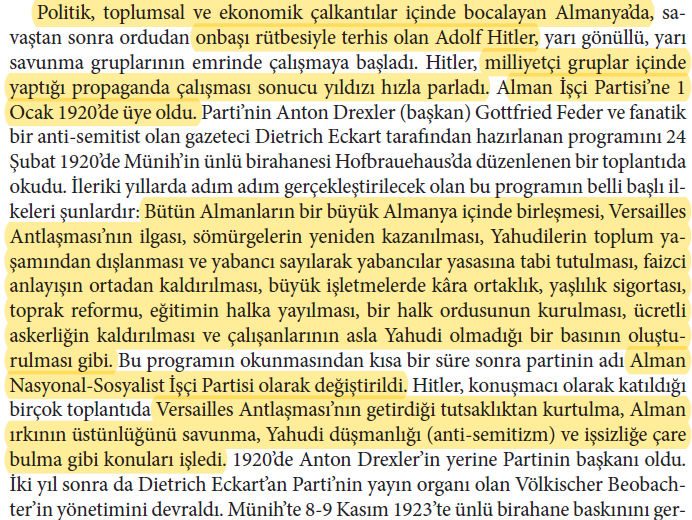 Politik, toplumsal ve ekonomik çalkantılar içinde bocalayan Almanya'da, sa-
vaştan sonra ordudan onbaşı rütbesiyle terhis olan Adolf Hitler, yarı gönüllü, yarı
savunma gruplarının emrinde çalışmaya başladı. Hitler, milliyetçi gruplar içinde
yaptığı propaganda çalışması sonucu yıldızı hızla parladı. Alman İşçi Partisi'ne 1
Ocak 1920'de üye oldu. Parti'nin Anton Drexler (başkan) Gottfried Feder ve fanatik
bir anti-semitist olan gazeteci Dietrich Eckart tarafından hazırlanan programını 24
Şubat 1920'de Münih'in ünlü birahanesi Hofbrauehaus'da düzenlenen bir toplantıda
okudu. İleriki yıllarda adım adım gerçekleştirilecek olan bu programın belli başlı il-
keleri şunlardır: Bütün Almanların bir büyük Almanya içinde birleşmesi, Versailles
Antlaşması'nın ilgası, sömürgelerin yeniden kazanılması, Yahudilerin toplum ya-
şamından dışlanması ve yabancı sayılarak yabancılar yasasına tabi tutulması, faizci
anlayışın ortadan kaldırılması, büyük işletmelerde kâra ortaklık, yaşlılık sigortası,
toprak reformu, eğitimin halka yayılması, bir halk ordusunun kurulması, ücretli
askerliğin kaldırılması ve çalışanlarının asla Yahudi olmadığı bir basının oluştu-
rulması gibi. Bu programın okunmasından kısa bir süre sonra partinin adı Alman
Nasyonal-Sosyalist İşçi Partisi olarak değiştirildi. Hitler, konuşmacı olarak katıldığı
birçok toplantıda Versailles Antlaşması'nın getirdiği tutsaklıktan kurtulma, Alman
ırkının üstünlüğünü savunma, Yahudi düşmanlığı (anti-semitizm) ve işsizliğe çare
bulma gibi konuları işledi. 1920'de Anton Drexler'in yerine Partinin başkanı oldu.
İki yıl sonra da Dietrich Eckart'an Parti'nin yayın organı olan Völkischer Beobach-
ter'in yönetimini devraldı. Münih'te 8-9 Kasım 1923'te ünlü birahane baskınını ger-